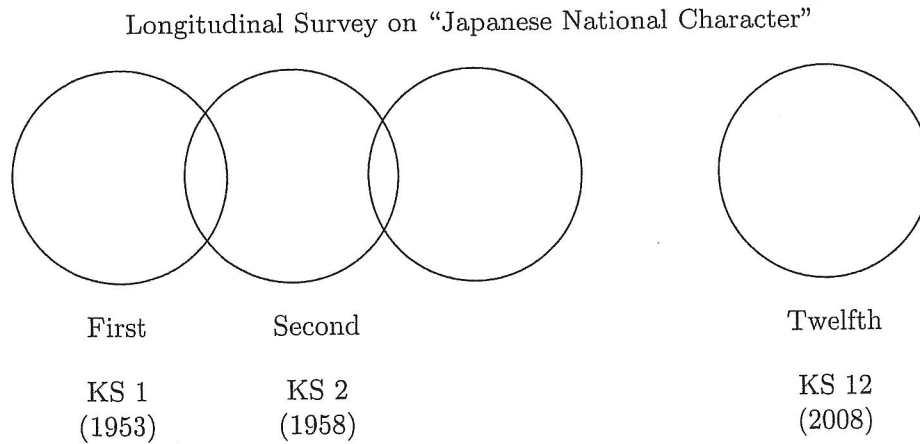 Longitudinal Survey on “Japanese National Character”
First Second Twelfth
KS 1 KS 2 KS 12
(1953) (1958) (2008)